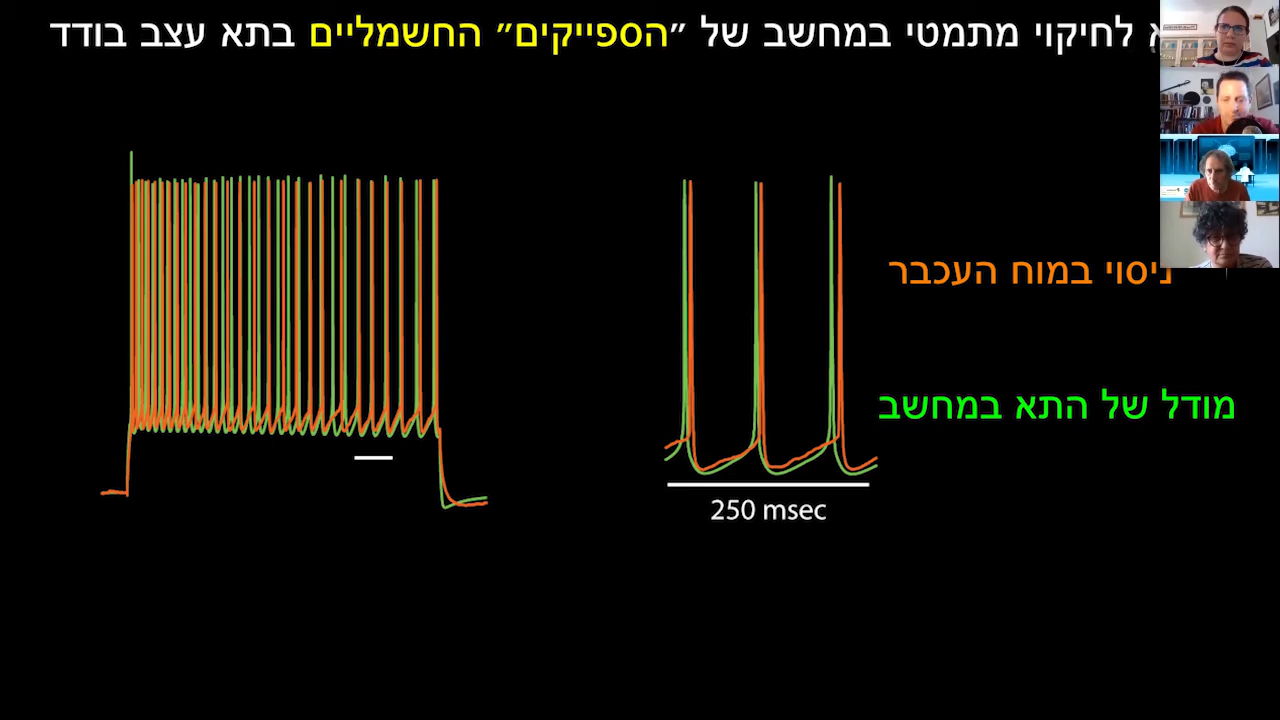 לחיקוי מתמטי במחשב של ״הספייקים״ החשמליים בתא עצב בודד
ניסוי במוח העכבר
מודל של התא במחשב
250 msec